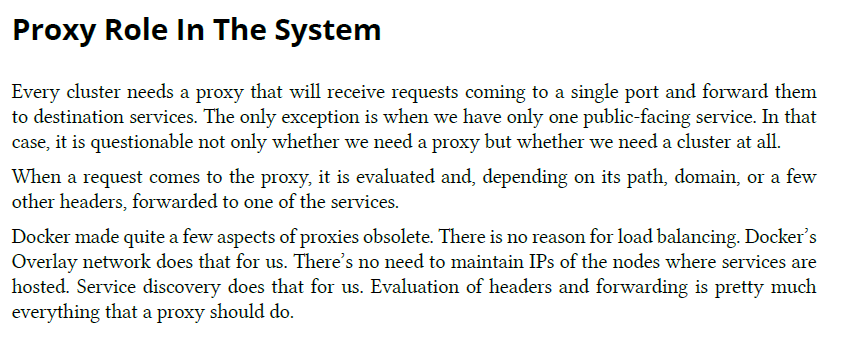 Proxy Role In The System
Every cluster needs a proxy that will receive requests coming to a single port and forward them
to destination services. The only exception is when we have only one public-facing service. In that
case, it is questionable not only whether we need a proxy but whether we need a cluster at all.
When a request comes to the proxy, it is evaluated and, depending on its path, domain, or a few
other headers, forwarded to one of the services.
Docker made quite a few aspects of proxies obsolete. There is no reason for load balancing. Docker’s
Overlay network does that for us. There’s no need to maintain IPs of the nodes where services are
hosted. Service discovery does that for us. Evaluation of headers and forwarding is pretty much
everything that a proxy should do.